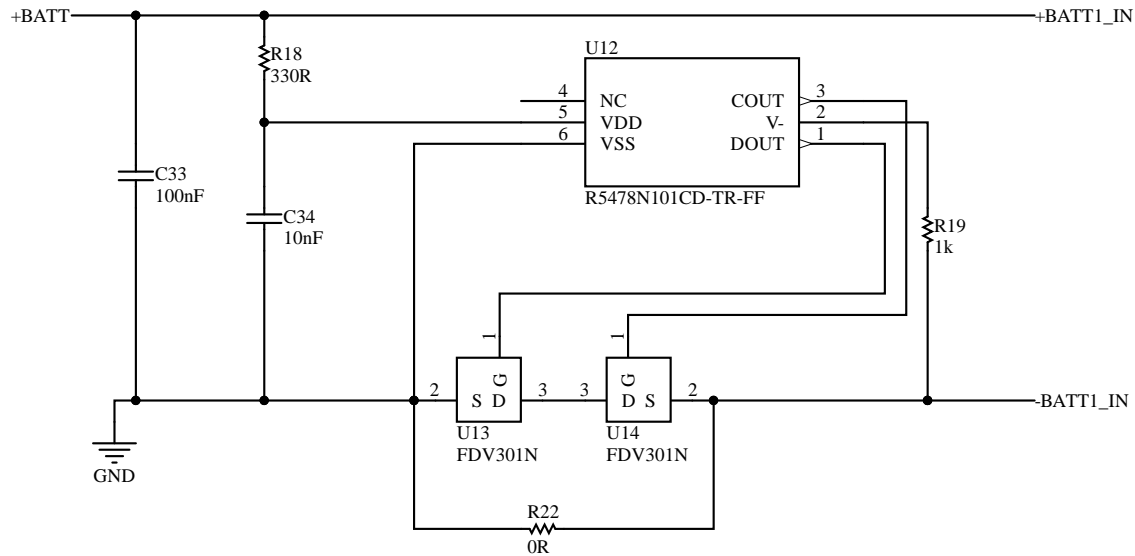 +BATT
+BATT1_IN
R18
330R
U12
4
NC
COUT
3
5
VDD
V-
2
6
VSS
DOUT
1
R5478N101CD-TR-FF
C33
100nF
C34
10nF
R19
1k
1
1
G
G
2
S D
3
3
D S
2
-BATT1_IN
U13
FDV301N
U14
FDV301N
GND
R22
0R